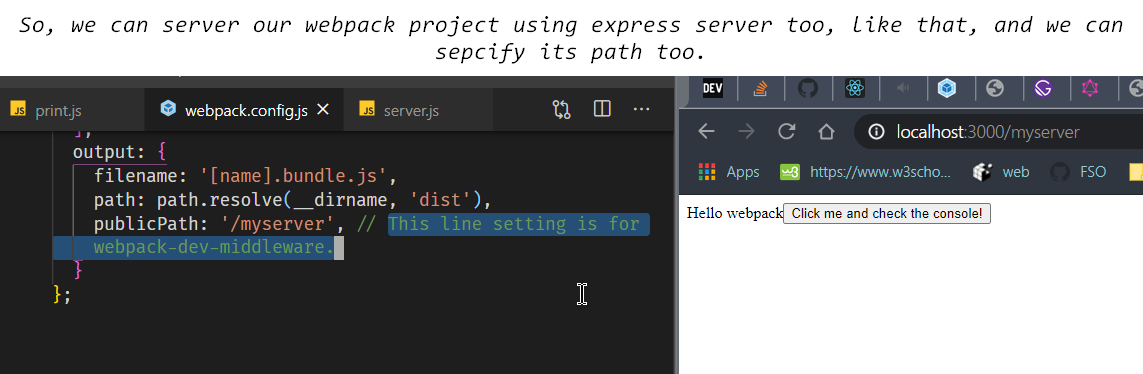 So, we can server our webpack project using express server too, like that, and we can
sepcify its path too.
JS print.js
webpack.config.js ×
JS server.js
DEV
],
output: {
filename: '[name].bundle.js',
path: path.resolve(__dirname, 'dist'),
publicPath: '/myserver', // This line setting is for
webpack-dev-middleware.
}
};
localhost:3000/myserver
Apps
w3 https://www.w3scho...
web
FSO
Hello webpack Click me and check the console!